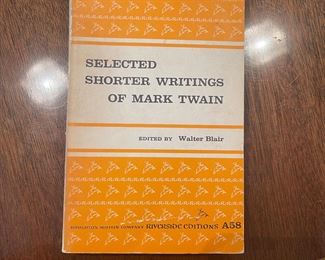 SELECTED
SHORTER WRITINGS
OF MARK TWAIN
EDITED BY Walter Blair
HOUGHTON MIFFLIN COMPANY RIVERSIDE EDITIONS A58